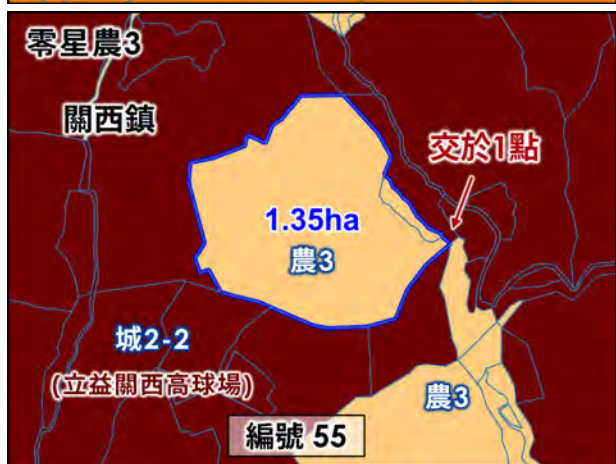 零星農3
關西鎮
交於1點
1.35ha
農3
城2-2
(立益關西高球場)
農3
編號 55